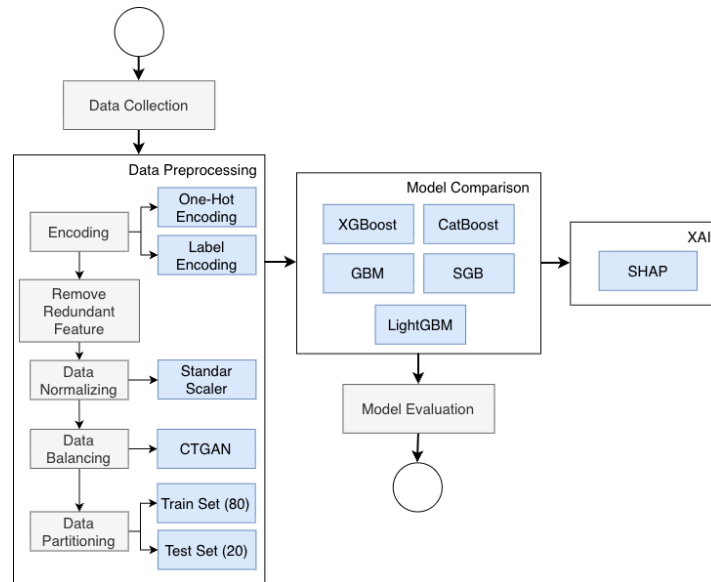 Data Collection
Data Preprocessing
One-Hot
Encoding
Encoding
Label
Encoding
Remove
Redundant
Feature
Data
Normalizing
Standar
Scaler
Data
Balancing
CTGAN
Data
Partitioning
Train Set (80)
Test Set (20)
Model Comparison
XGBoost
CatBoost
GBM
SGB
LightGBM
Model Evaluation
XAI
SHAP